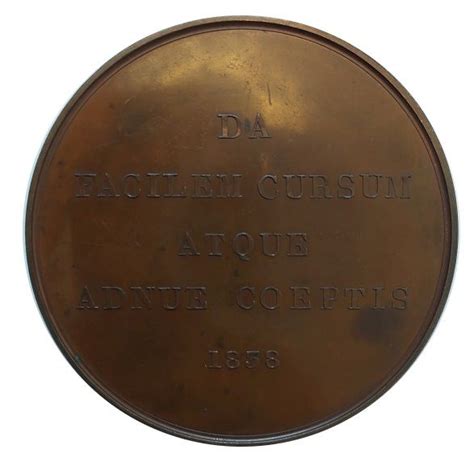 DA
FACILEM CURSUM
ATQUE
ADNUE COEPTIS
1838